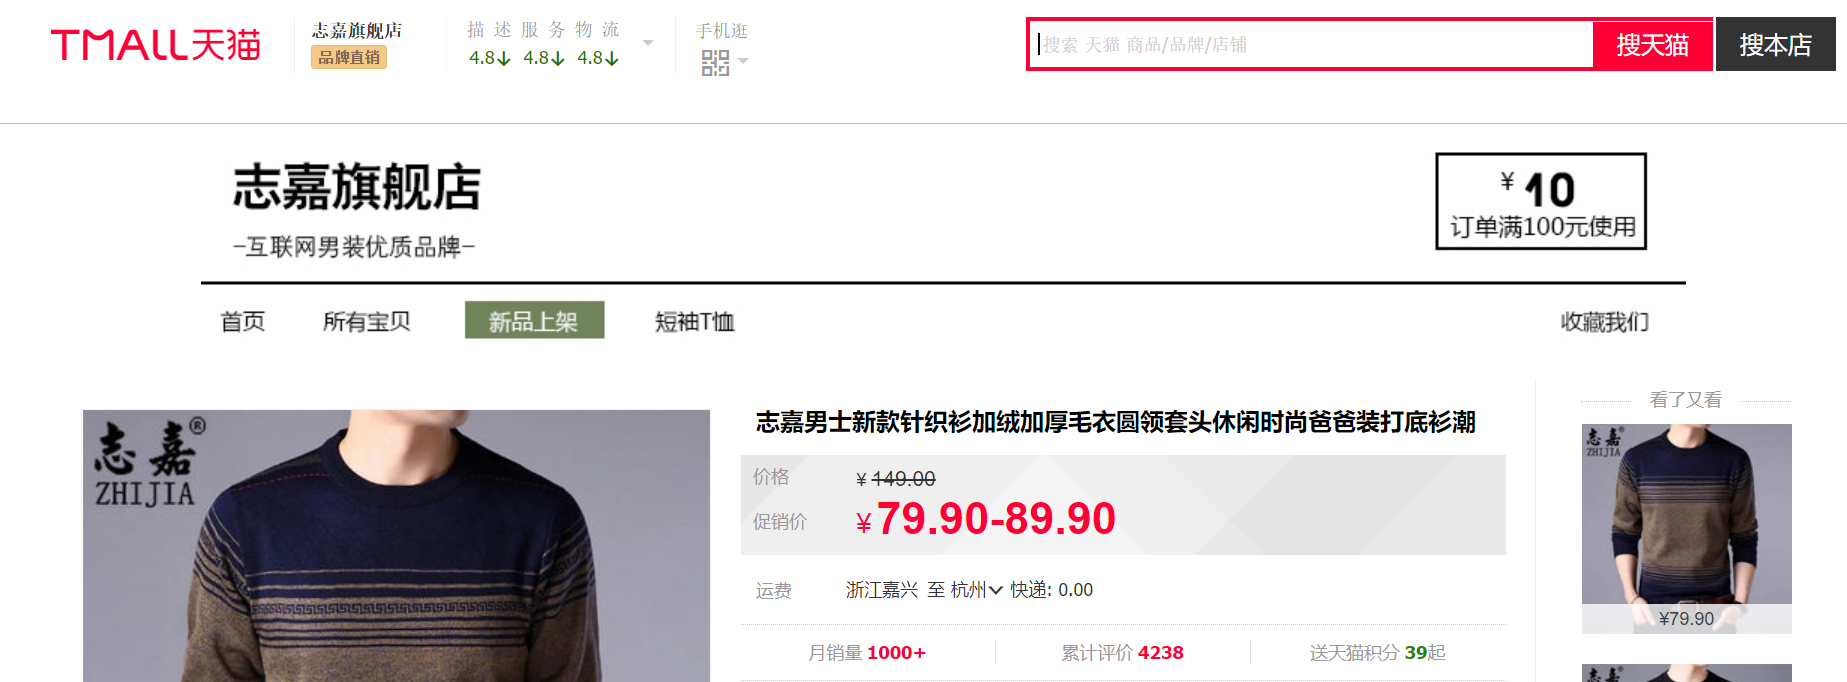 TMALL天猫
志嘉旗舰店
品牌直销
描 述 服 务 物 流
4.8↓ 4.8↓ 4.8↓
手机逛
搜索 天猫 商品/品牌/店铺
搜天猫
搜本店
志嘉旗舰店
-互联网男装优质品牌-
¥ 10
订单满100元使用
首页 所有宝贝 新品上架 短袖T恤 收藏我们
志嘉®
ZHIJIA
志嘉男士新款针织衫加绒加厚毛衣圆领套头休闲时尚爸爸装打底衫潮
价格 ¥ 149.00
促销价 ¥ 79.90-89.90
运费 浙江嘉兴 至 杭州 快递: 0.00
月销量 1000+ 累计评价 4238 送天猫积分 39起
看了又看
志嘉®
ZHIJIA
¥79.90
志嘉